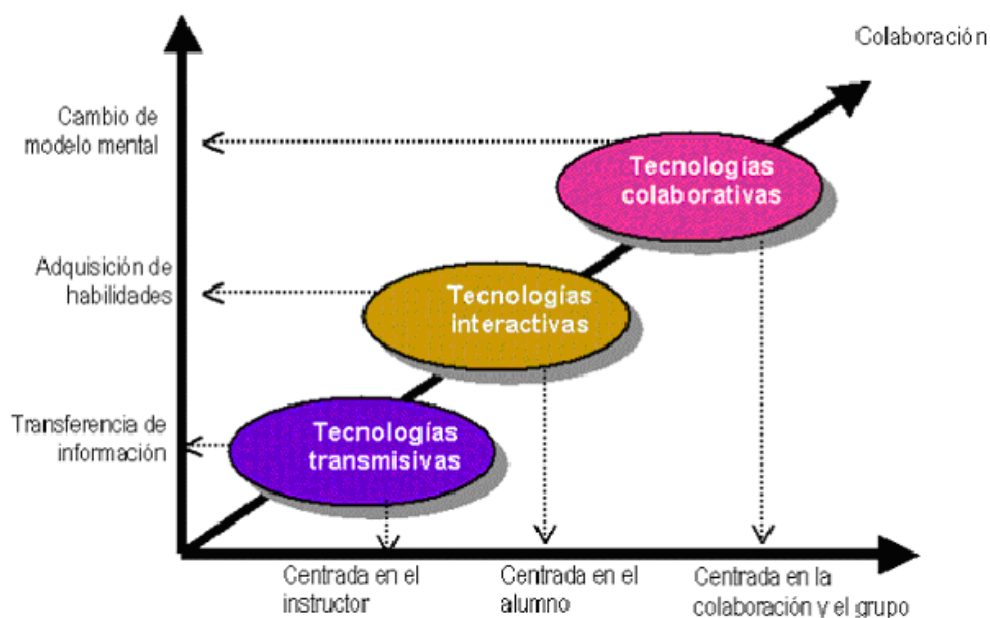 Colaboración
Cambio de
modelo mental
Tecnologías
colaborativas
Adquisición de
habilidades
Tecnologías
interactivas
Transferencia de
información
Tecnologías
transmisivas
Centrada en el
instructor
Centrada en el
alumno
Centrada en la
colaboración y el grupo